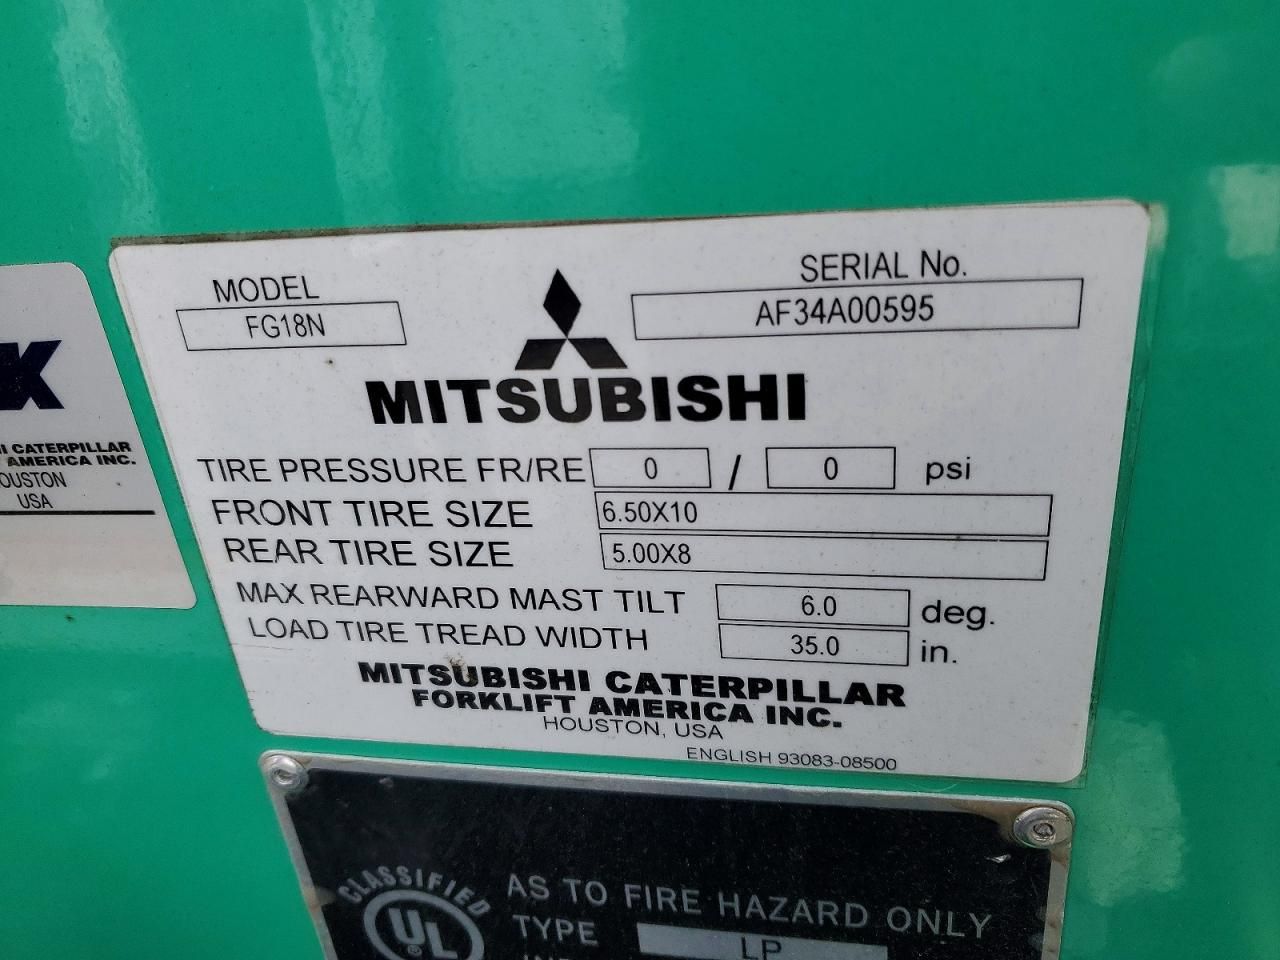 MODEL
FG18N
SERIAL No.
AF34A00595
MITSUBISHI
TIRE PRESSURE FR/RE 0 / 0 psi
FRONT TIRE SIZE 6.50X10
REAR TIRE SIZE 5.00X8
MAX REARWARD MAST TILT 6.0 deg.
LOAD TIRE TREAD WIDTH 35.0 in.
MITSUBISHI CATERPILLAR
FORKLIFT AMERICA INC.
HOUSTON, USA
ENGLISH 93083-08500
K
I CATERPILLAR
AMERICA INC.
OUSTON
USA
CLASSIFIED
UL
®
AS TO FIRE HAZARD ONLY
TYPE LP